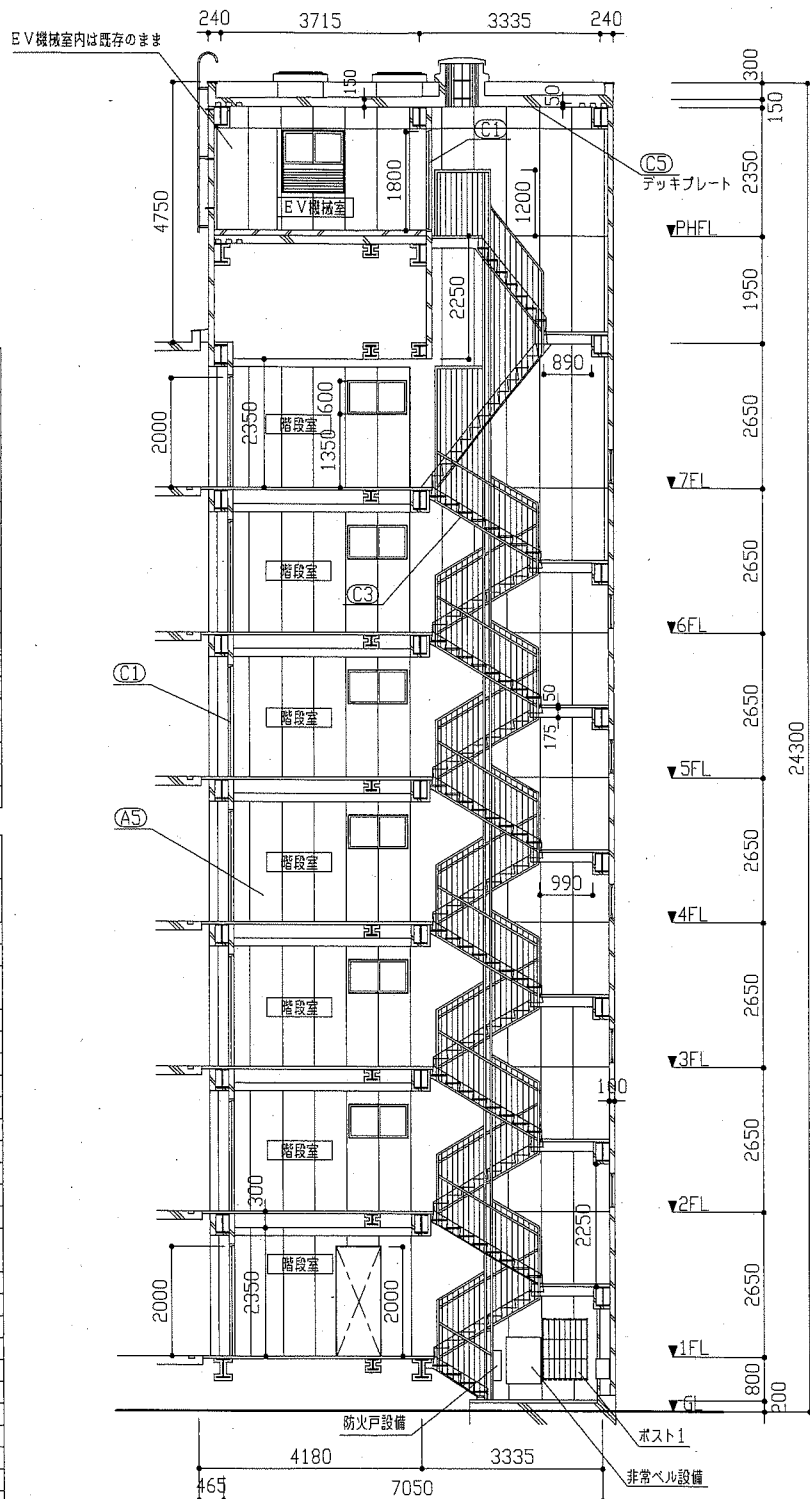 240 3715 3335 240
EV機械室内は既存のまま
300
150
50
150
C1
C5
デッキプレート
2350
1800
1200
EV機械室
4750
▼PHFL
1950
2250
890
2650
2000
2350
600
1350
階段室
▼7FL
2650
階段室
C3
▼6FL
C1
階段室
50
175
2650
▼5FL
24300
A5
階段室
990
2650
▼4FL
階段室
2650
▼3FL
100
階段室
2650
300
▼2FL
2250
階段室
2000
2350
2000
2650
▼1FL
800
200
▼GL
防火戸設備
ポスト1
非常ベル設備
4180 3335
465 7050